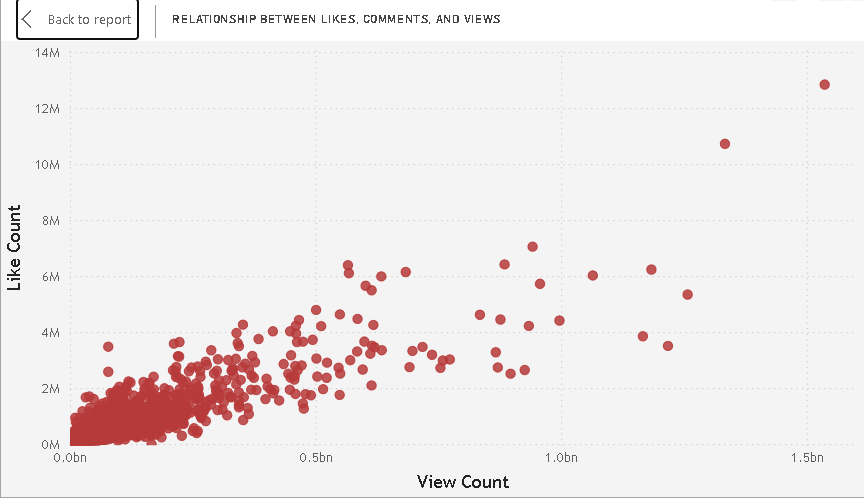 Back to report
RELATIONSHIP BETWEEN LIKES, COMMENTS, AND VIEWS
14M
12M
10M
8M
6M
4M
2M
0M
Like Count
0.0bn 0.5bn 1.0bn 1.5bn
View Count